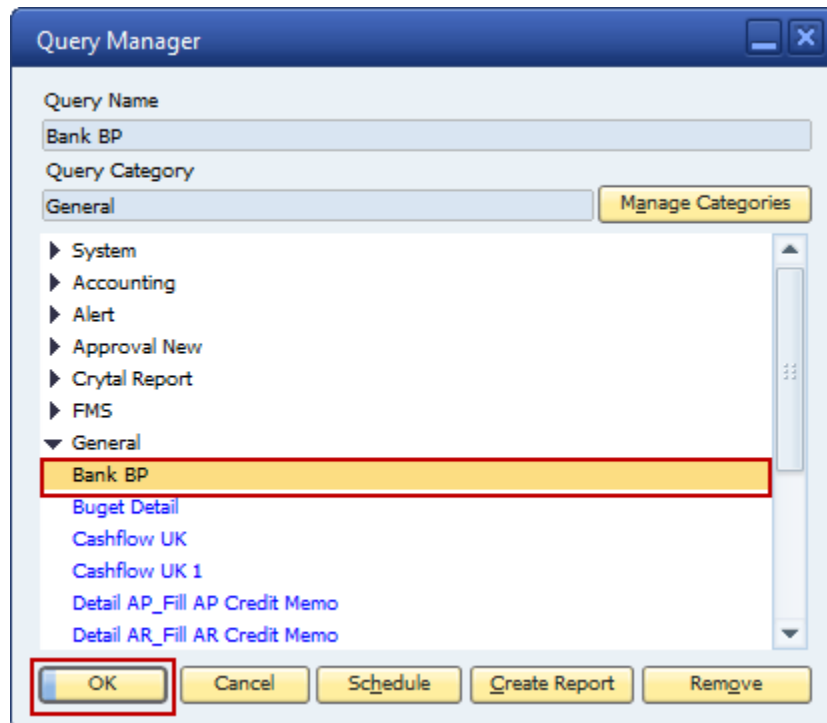 Query Manager
Query Name
Bank BP
Query Category
General
Manage Categories
System
Accounting
Alert
Approval New
Crytal Report
FMS
General
Bank BP
Buget Detail
Cashflow UK
Cashflow UK 1
Detail AP_Fill AP Credit Memo
Detail AR_Fill AR Credit Memo
OK Cancel Schedule Create Report Remove